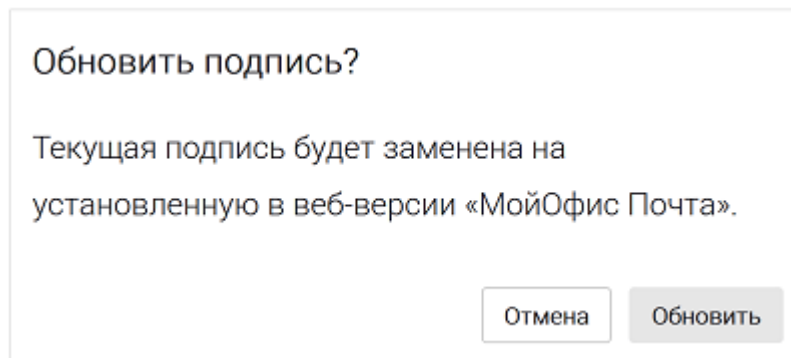 Обновить подпись?
Текущая подпись будет заменена на
установленную в веб-версии «МойОфис Почта».
Отмена
Обновить